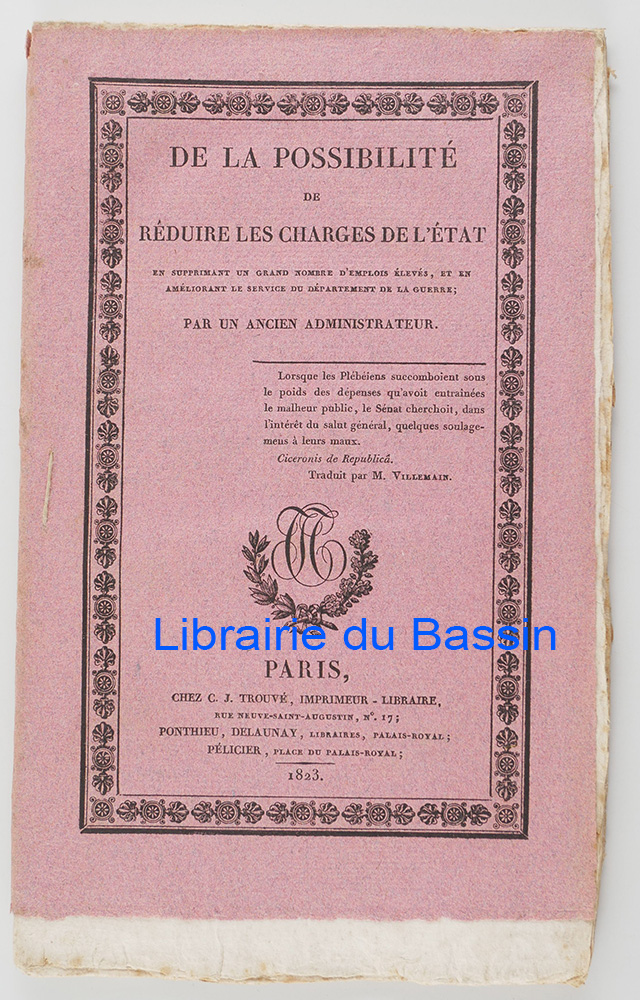 DE LA POSSIBILITÉ
DE
RÉDUIRE LES CHARGES DE L'ÉTAT
EN SUPPRIMANT UN GRAND NOMBRE D'EMPLOIS ÉLEVÉS, ET EN
AMÉLIORANT LE SERVICE DU DÉPARTEMENT DE LA GUERRE;
PAR UN ANCIEN ADMINISTRATEUR.
Lorsque les Plébéiens succomboient sous
le poids des dépenses qu'avoit entraînées
le malheur public, le Sénat cherchoit, dans
l'intérêt du salut général, quelques soulage-
mens à leurs maux.
Ciceronis de Republicâ.
Traduit par M. VILLEMAIN.
Librairie du Bassin
PARIS,
CHEZ C. J. TROUVÉ, IMPRIMEUR-LIBRAIRE,
RUE NEUVE-SAINT-AUGUSTIN, N°. 17;
PONTHIEU, DELAUNAY, LIBRAIRES, PALAIS-ROYAL;
PÉLICIER, PLACE DU PALAIS-ROYAL;
1823.